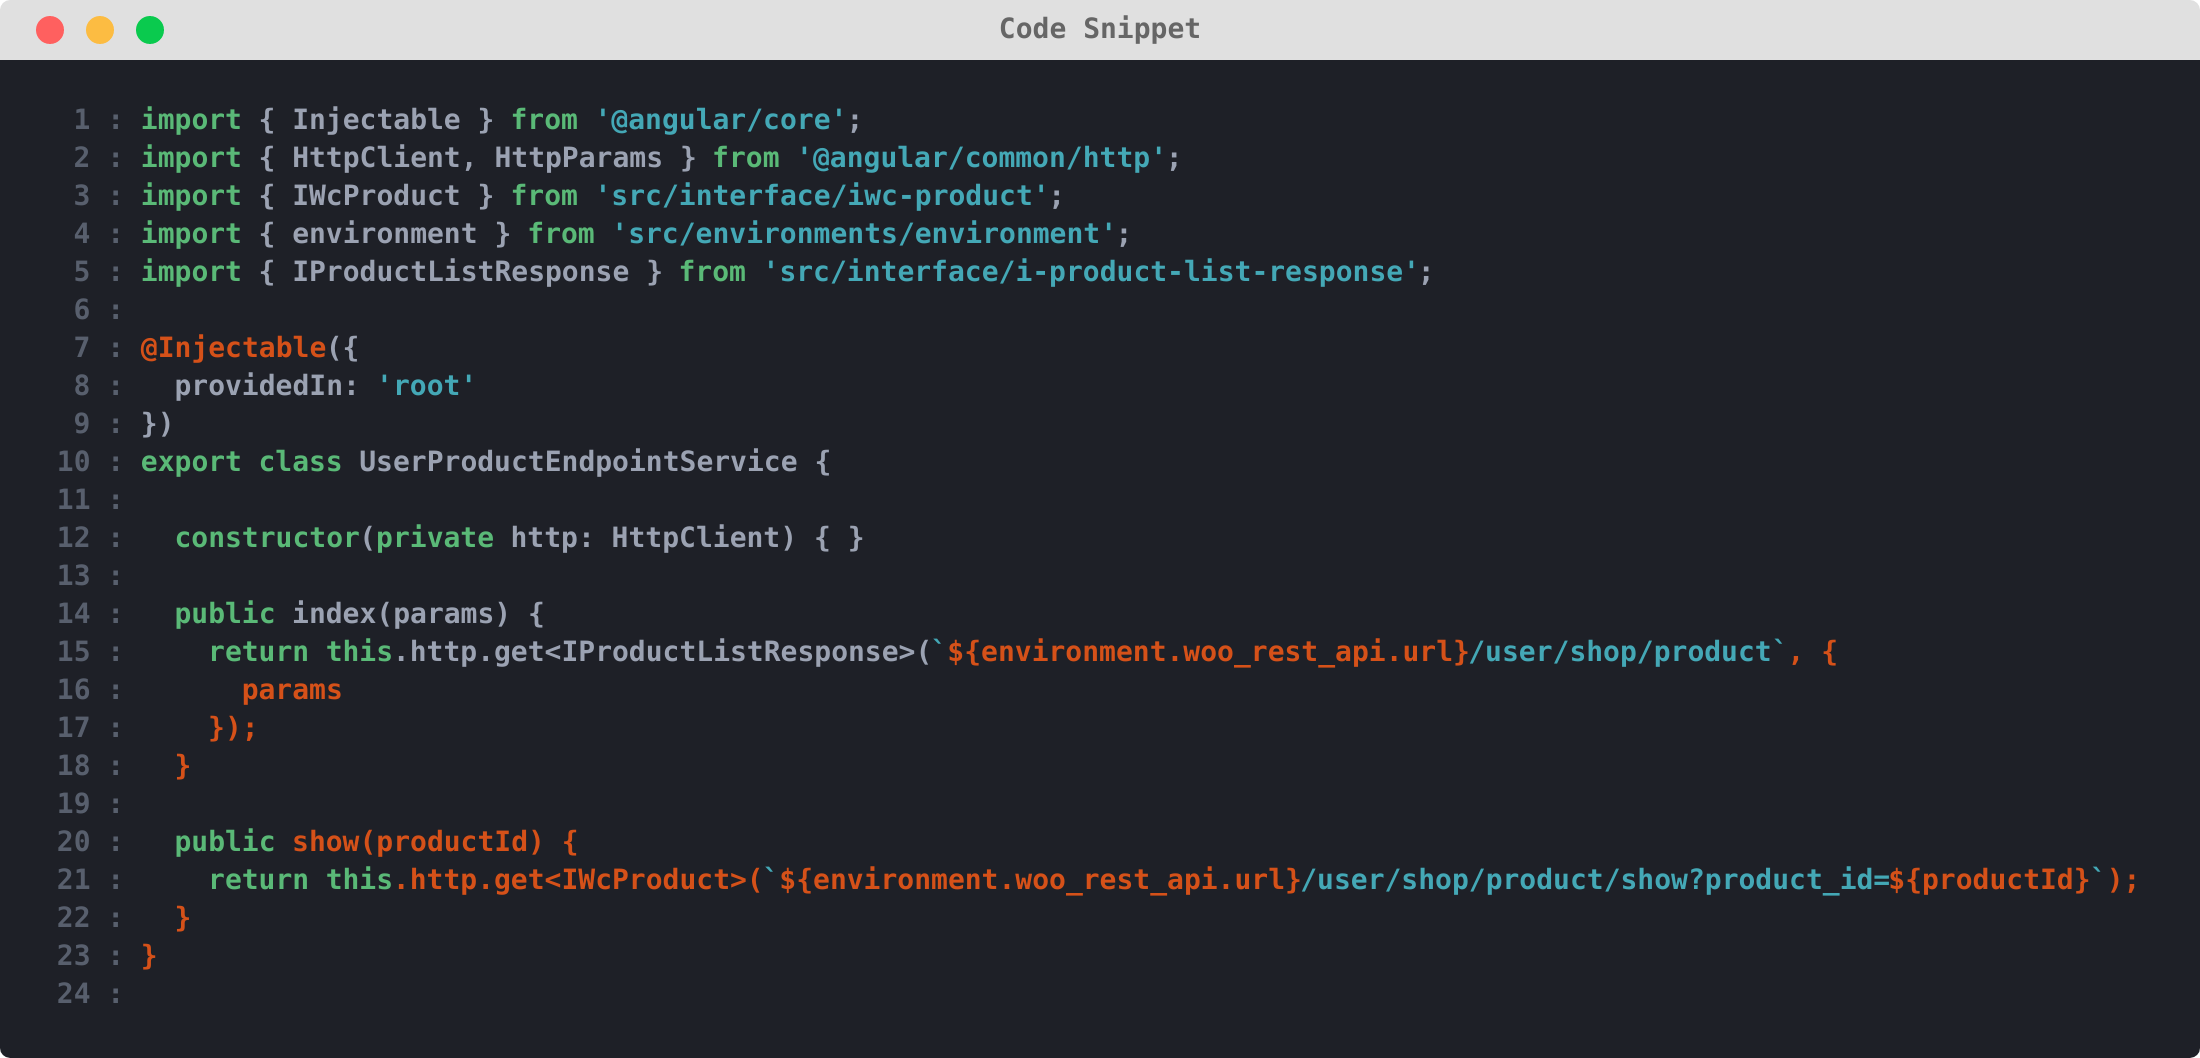 Code Snippet
1 : import { Injectable } from '@angular/core';
2 : import { HttpClient, HttpParams } from '@angular/common/http';
3 : import { IWcProduct } from 'src/interface/iwc-product';
4 : import { environment } from 'src/environments/environment';
5 : import { IProductListResponse } from 'src/interface/i-product-list-response';
6 :
7 : @Injectable({
8 :   providedIn: 'root'
9 : })
10 : export class UserProductEndpointService {
11 :
12 :   constructor(private http: HttpClient) { }
13 :
14 :   public index(params) {
15 :     return this.http.get<IProductListResponse>(`${environment.woo_rest_api.url}/user/shop/product`, {
16 :       params
17 :     });
18 :   }
19 :
20 :   public show(productId) {
21 :     return this.http.get<IWcProduct>(`${environment.woo_rest_api.url}/user/shop/product/show?product_id=${productId}`);
22 :   }
23 : }
24 :